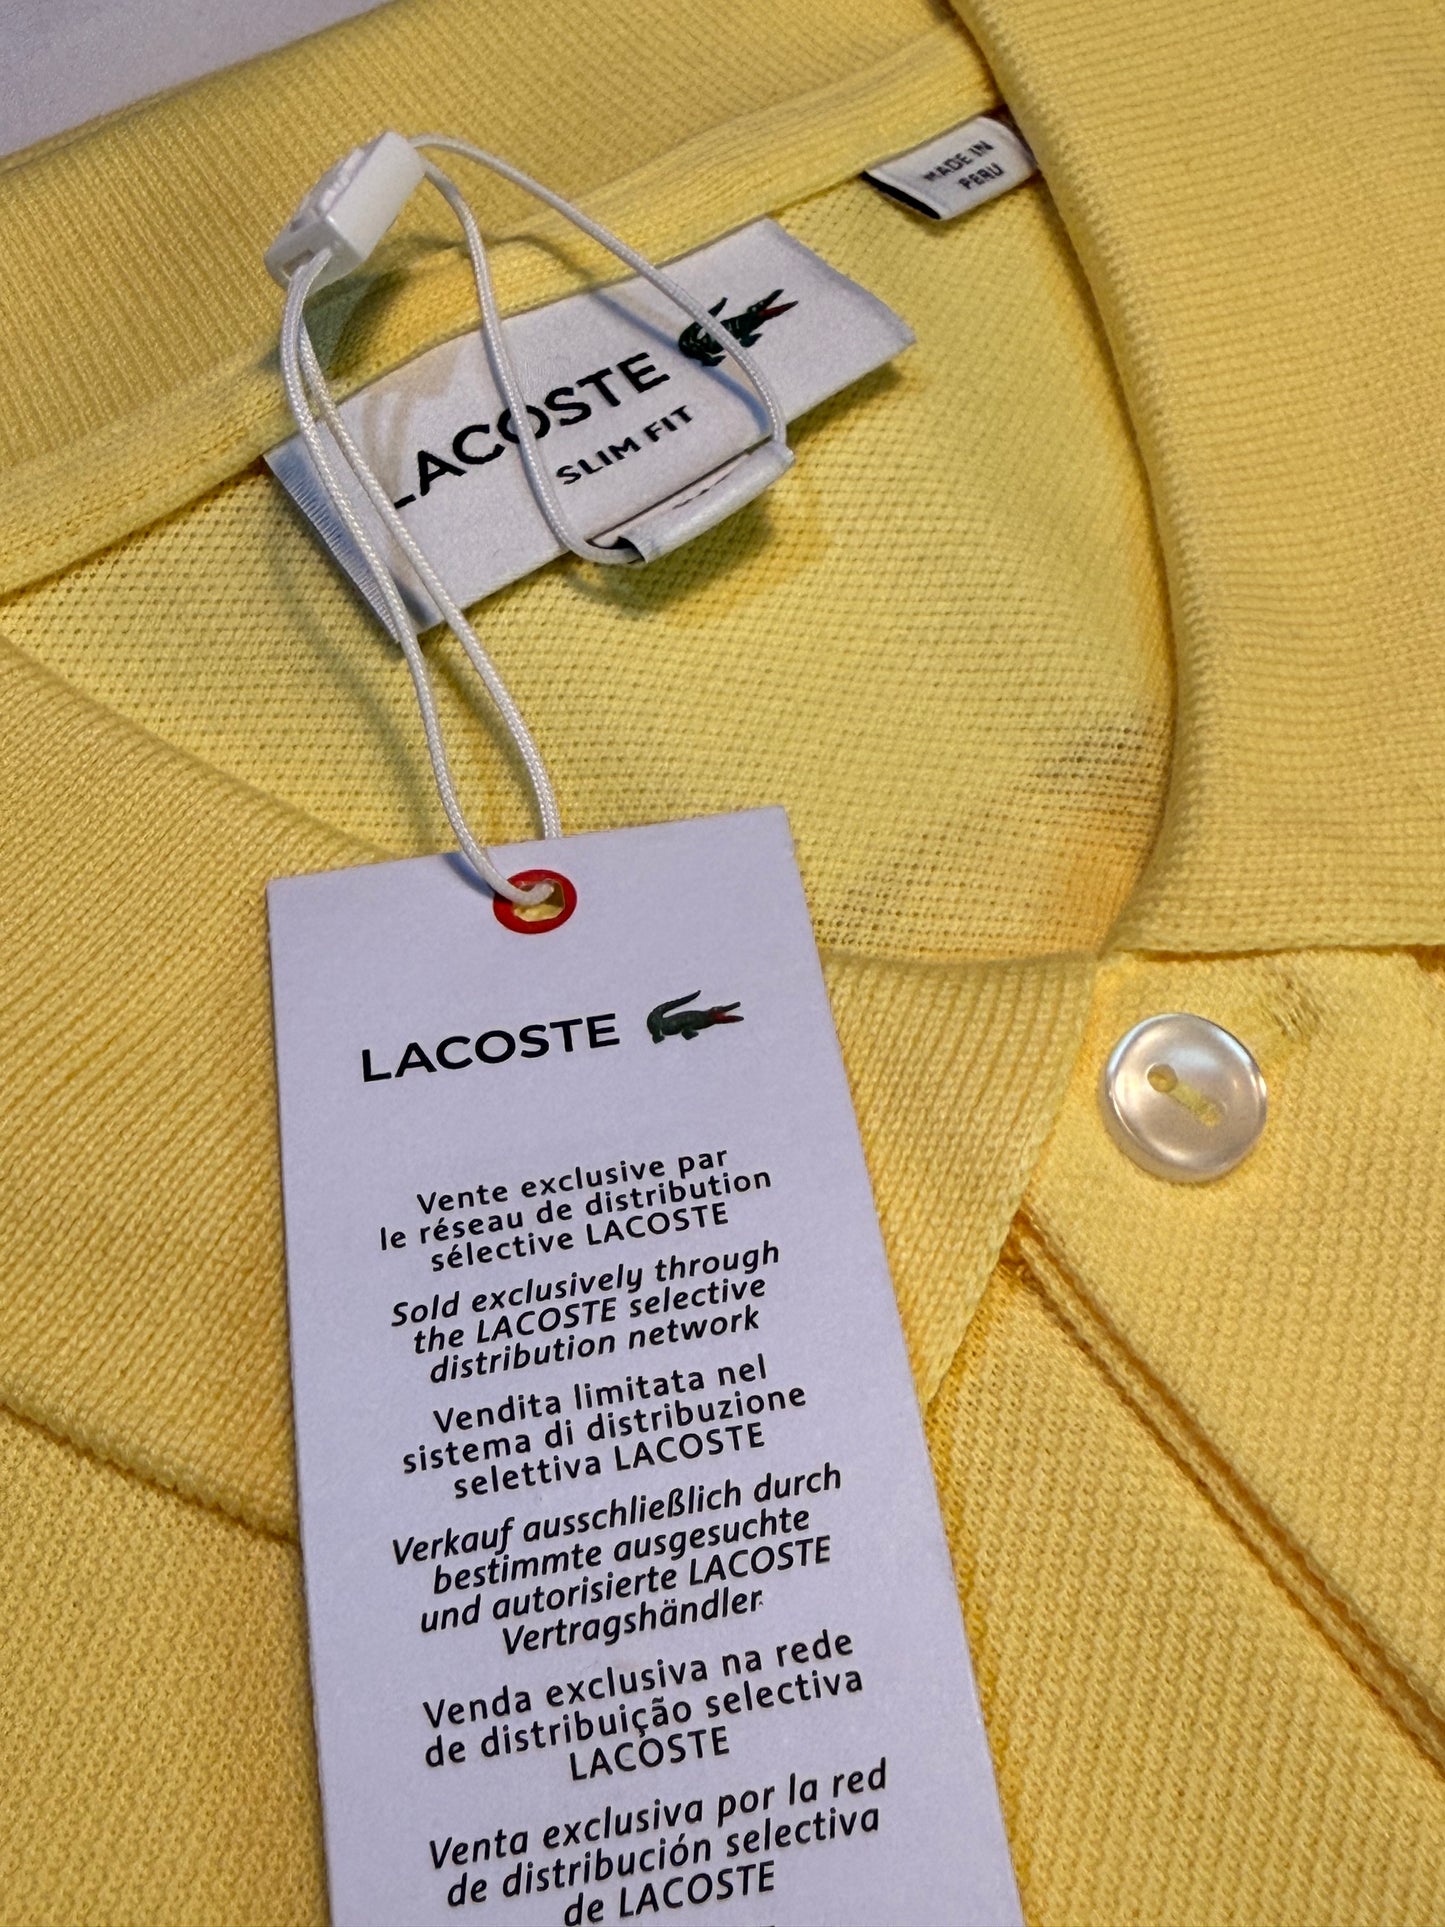 MADE IN
PERU
LACOSTE
SLIM FIT
LACOSTE
Vente exclusive par
le réseau de distribution
sélective LACOSTE
Sold exclusively through
the LACOSTE selective
distribution network
Vendita limitata nel
sistema di distribuzione
selettiva LACOSTE
Verkauf ausschließlich durch
bestimmte ausgesuchte
und autorisierte LACOSTE
Vertragshändler
Venda exclusiva na rede
de distribuição selectiva
LACOSTE
Venta exclusiva por la red
de distribución selectiva
de LACOSTE